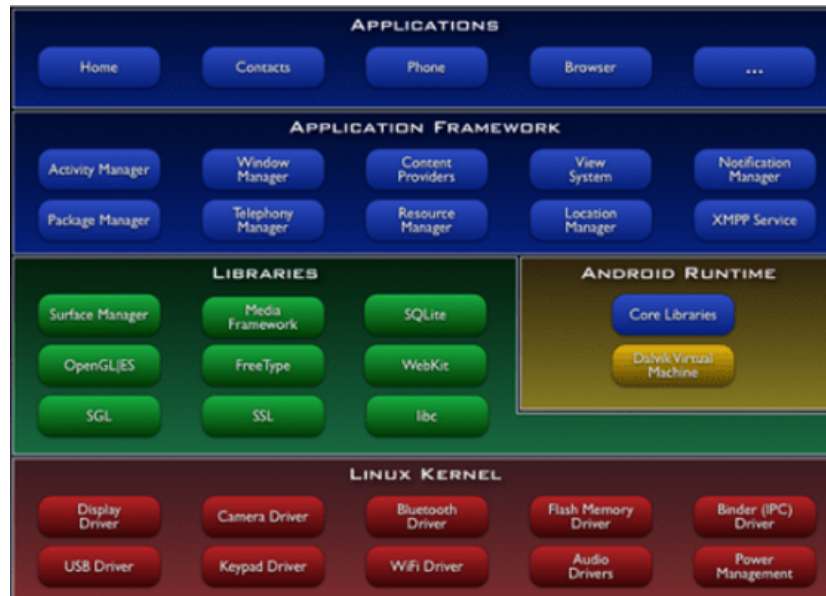 APPLICATIONS
Home
Contacts
Phone
Browser
...
APPLICATION FRAMEWORK
Activity Manager
Window
Manager
Content
Providers
View
System
Notification
Manager
Package Manager
Telephony
Manager
Resource
Manager
Location
Manager
XMPP Service
LIBRARIES
Surface Manager
Media
Framework
SQLite
OpenGL|ES
FreeType
WebKit
SGL
SSL
libc
ANDROID RUNTIME
Core Libraries
Dalvik Virtual
Machine
LINUX KERNEL
Display
Driver
Camera Driver
Bluetooth
Driver
Flash Memory
Driver
Binder (IPC)
Driver
USB Driver
Keypad Driver
WiFi Driver
Audio
Drivers
Power
Management